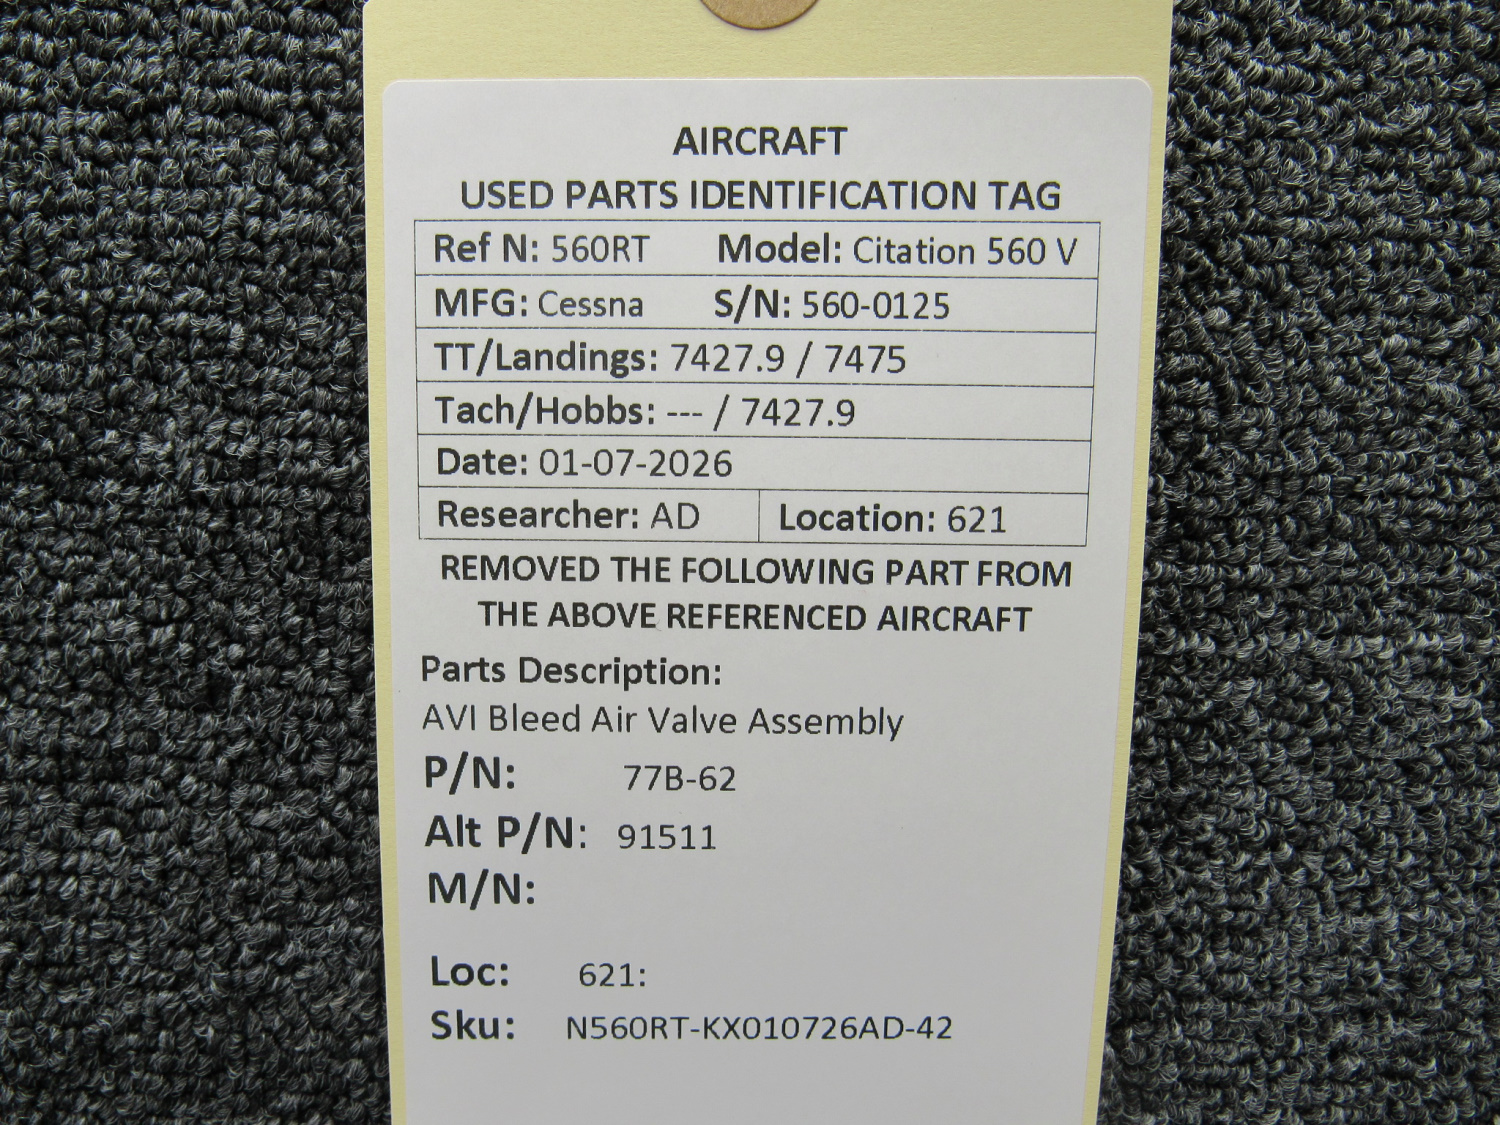 AIRCRAFT
USED PARTS IDENTIFICATION TAG
Ref N: 560RT Model: Citation 560 V
MFG: Cessna S/N: 560-0125
TT/Landings: 7427.9 / 7475
Tach/Hobbs: --- / 7427.9
Date: 01-07-2026
Researcher: AD Location: 621
REMOVED THE FOLLOWING PART FROM
THE ABOVE REFERENCED AIRCRAFT
Parts Description:
AVI Bleed Air Valve Assembly
P/N: 77B-62
Alt P/N: 91511
M/N:
Loc: 621:
Sku: N560RT-KX010726AD-42